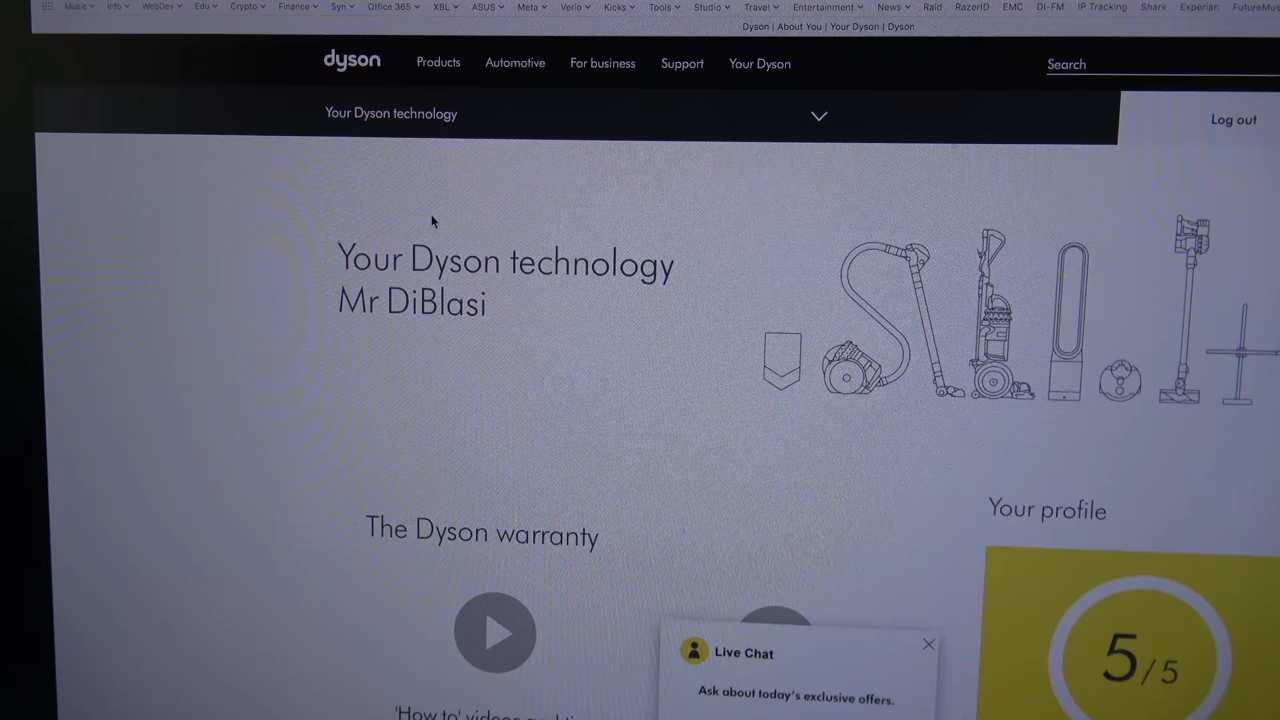 Music Info WebDev Edu Crypto Finance Syn Office 365 XBL ASUS Meta Verio Kicks Tools Studio Travel Entertainment News Raid RazerID EMC DI-FM IP Tracking Shark Experian
Dyson | About You | Your Dyson | Dyson
dyson Products Automotive For business Support Your Dyson Search
Your Dyson technology
Log out
Your Dyson technology
Mr DiBlasi
Your profile
The Dyson warranty
5/5
Live Chat
Ask about today's exclusive offers.
'How to' videos